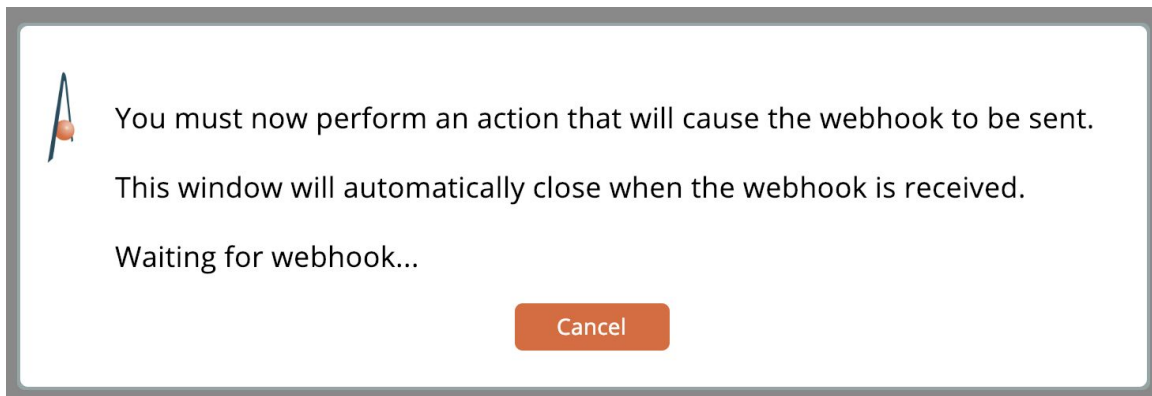 You must now perform an action that will cause the webhook to be sent.
This window will automatically close when the webhook is received.
Waiting for webhook...
Cancel